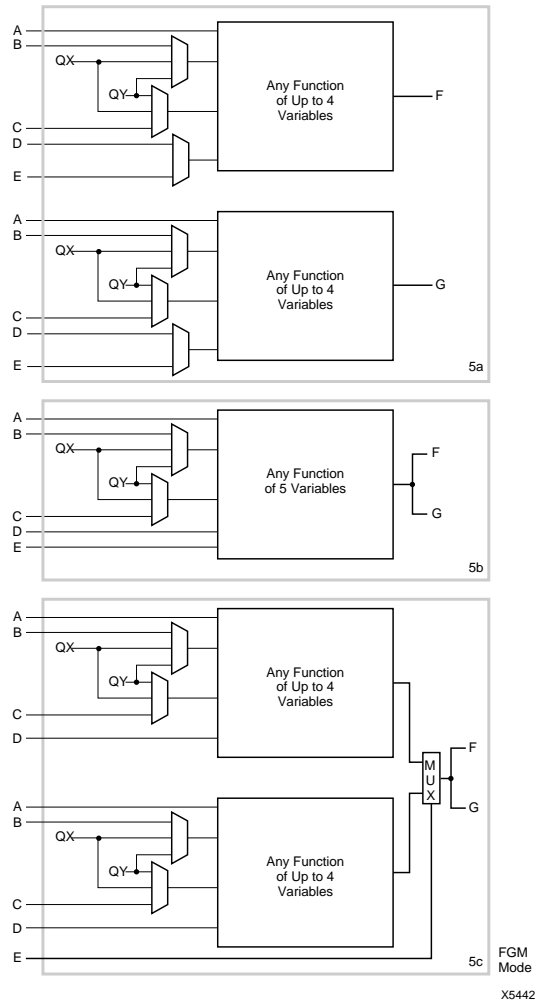 A
B
QX
QY
C
D
E
Any Function
of Up to 4
Variables
F
A
B
QX
QY
C
D
E
Any Function
of Up to 4
Variables
G
5a
A
B
QX
QY
C
D
E
Any Function
of 5 Variables
F
G
5b
A
B
QX
QY
C
D
Any Function
of Up to 4
Variables
M
U
X
F
G
A
B
QX
QY
C
D
E
Any Function
of Up to 4
Variables
5c
FGM
Mode
X5442